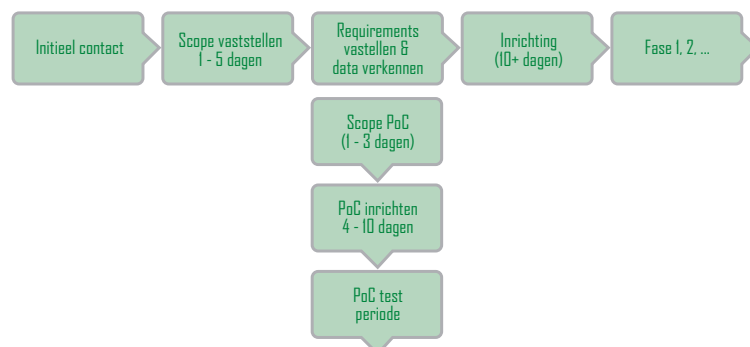 Initieel contact
Scope vaststellen
1 - 5 dagen
Requirements
vastellen &
data verkennen
Inrichting
(10+ dagen)
Fase 1, 2, ...
Scope PoC
(1 - 3 dagen)
PoC inrichten
4 - 10 dagen
PoC test
periode